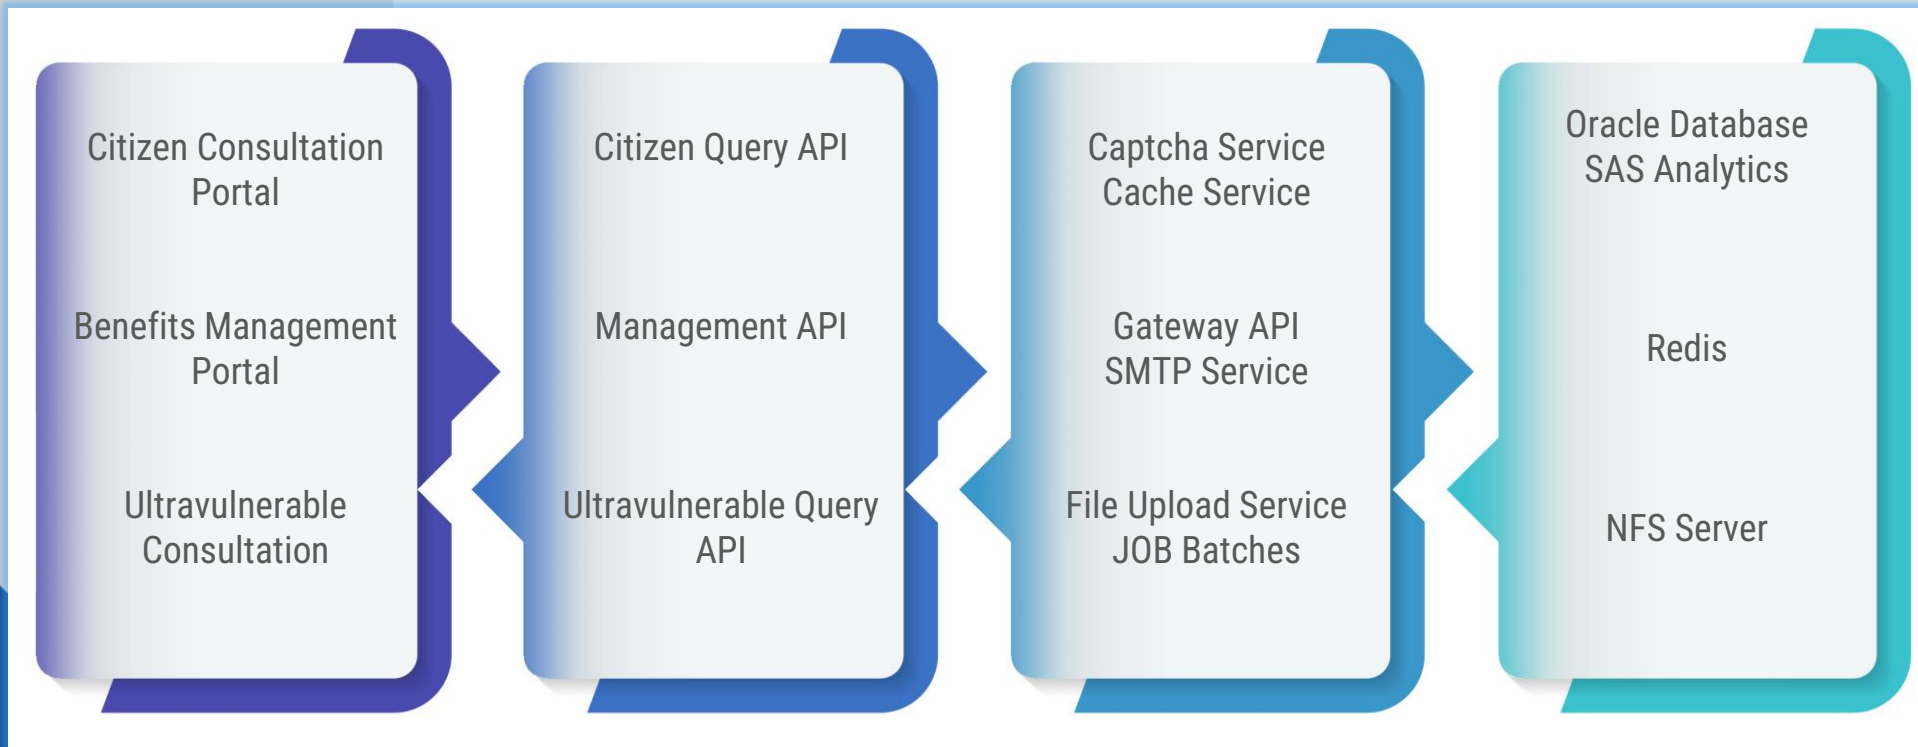 Citizen Consultation
Portal
Benefits Management
Portal
Ultravulnerable
Consultation
Citizen Query API
Management API
Ultravulnerable Query
API
Captcha Service
Cache Service
Gateway API
SMTP Service
File Upload Service
JOB Batches
Oracle Database
SAS Analytics
Redis
NFS Server